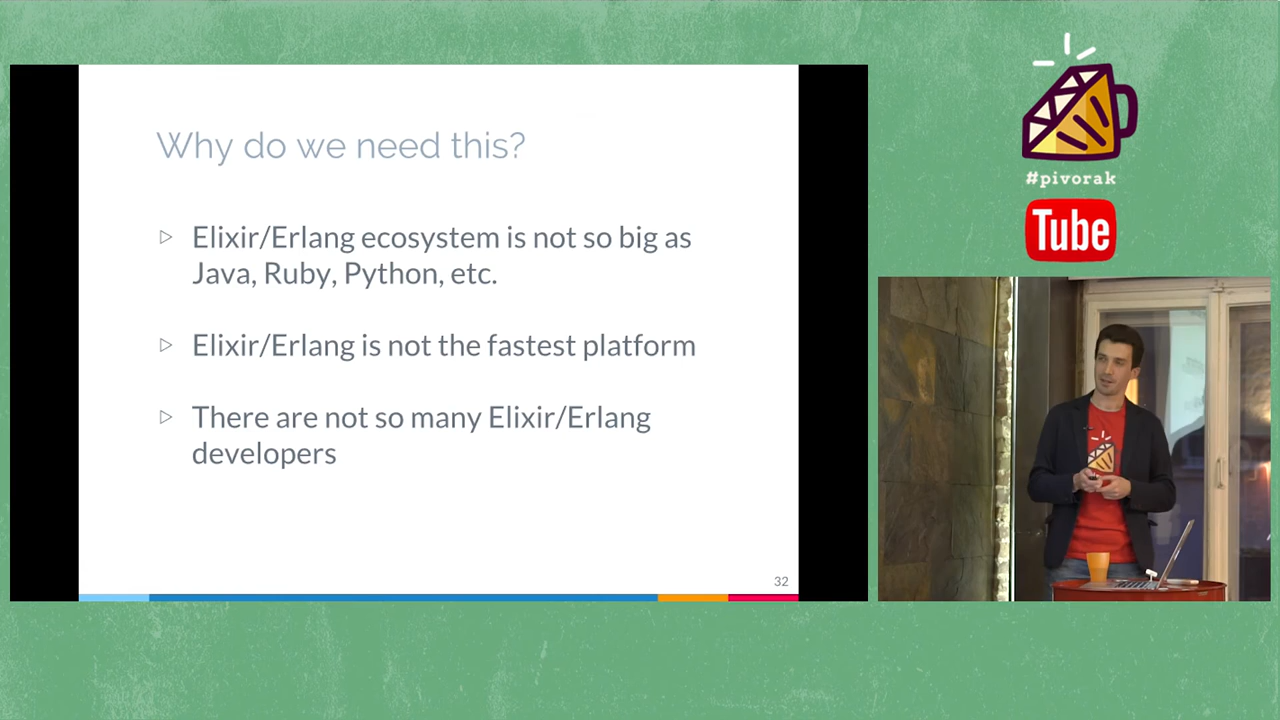 Why do we need this?
Elixir/Erlang ecosystem is not so big as
Java, Ruby, Python, etc.
Elixir/Erlang is not the fastest platform
There are not so many Elixir/Erlang
developers
32
#pivorak
Tube